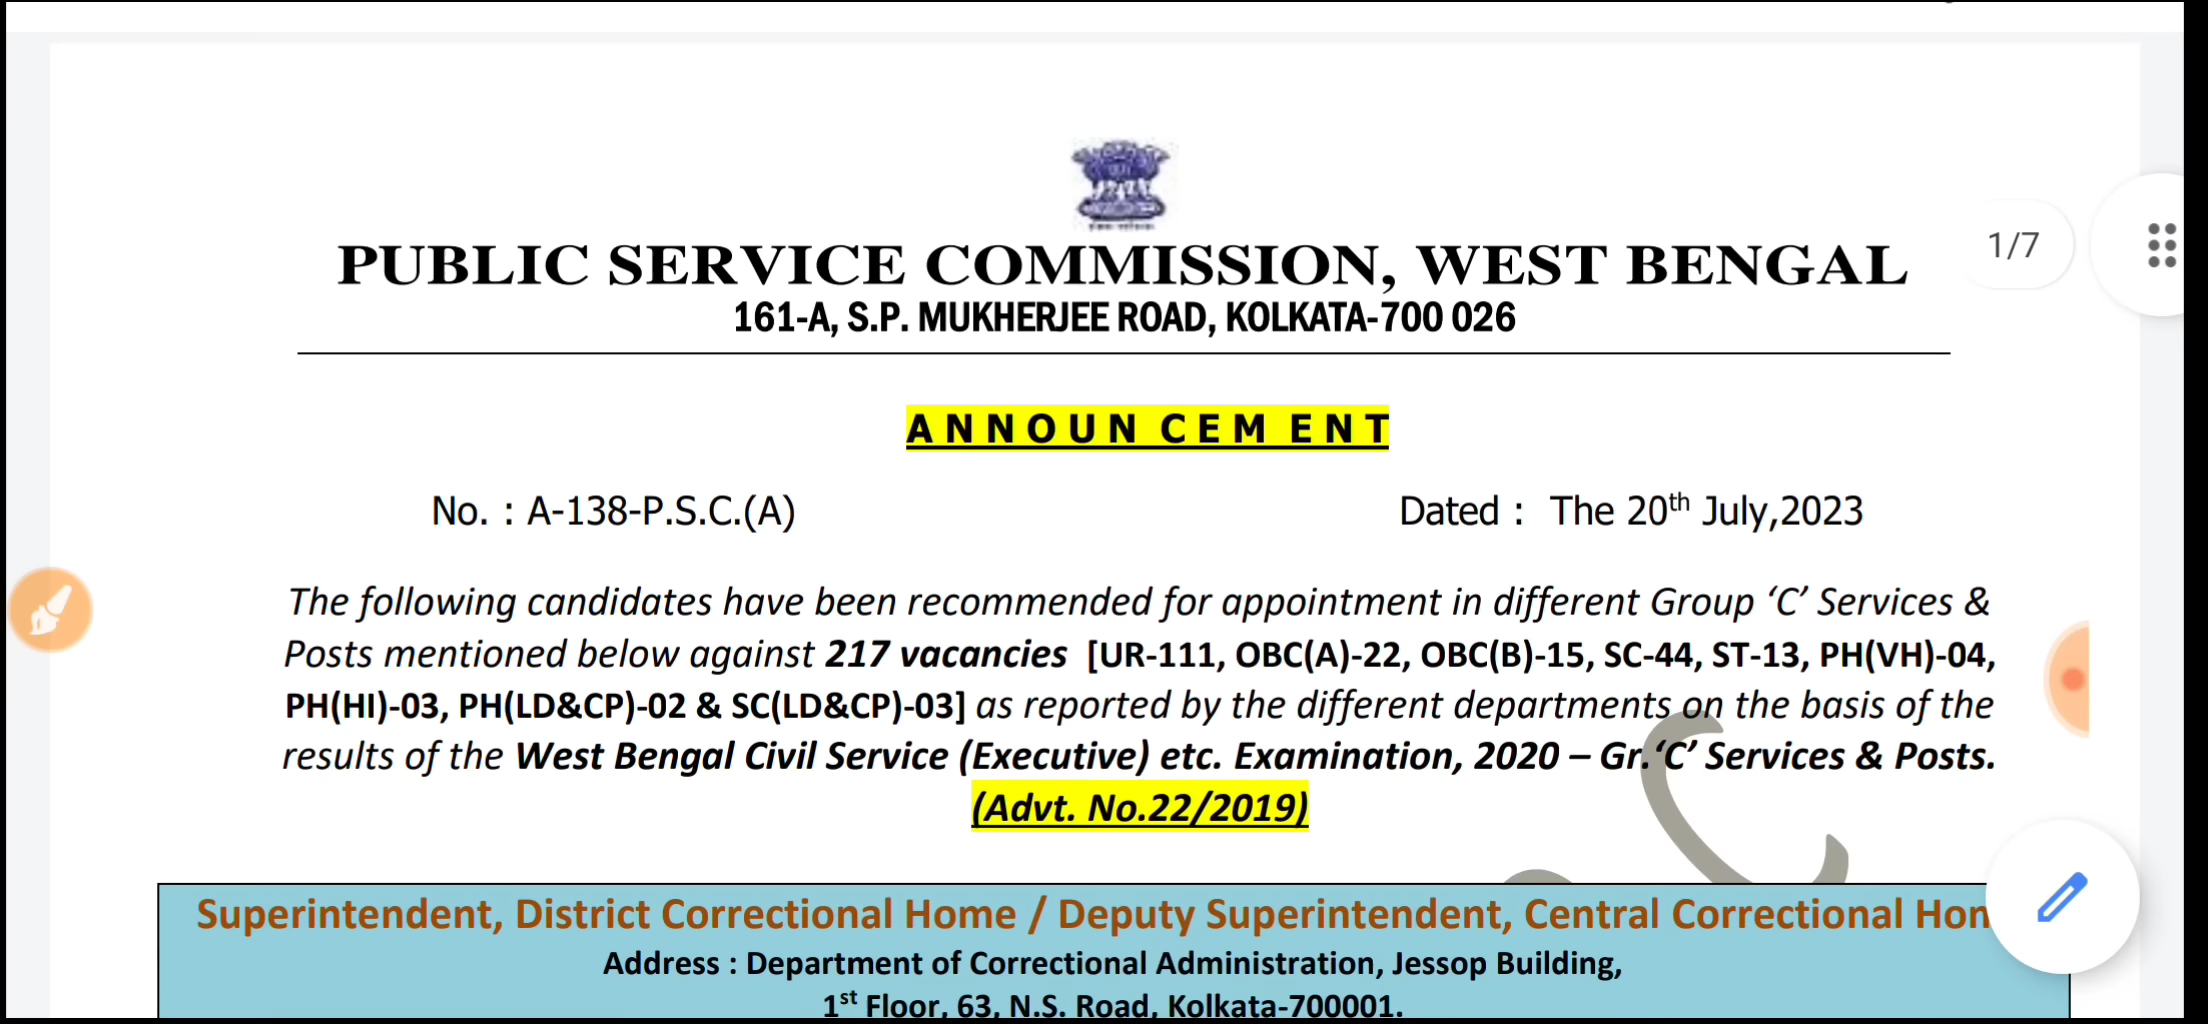 PUBLIC SERVICE COMMISSION, WEST BENGAL
1/7
161-A, S.P. MUKHERJEE ROAD, KOLKATA-700 026
ANNOUNCEMENT
No. : A-138-P.S.C.(A) Dated : The 20th July,2023
The following candidates have been recommended for appointment in different Group ‘C’ Services &
Posts mentioned below against 217 vacancies [UR-111, OBC(A)-22, OBC(B)-15, SC-44, ST-13, PH(VH)-04,
PH(HI)-03, PH(LD&CP)-02 & SC(LD&CP)-03] as reported by the different departments on the basis of the
results of the West Bengal Civil Service (Executive) etc. Examination, 2020 – Gr. ‘C’ Services & Posts.
(Advt. No.22/2019)
Superintendent, District Correctional Home / Deputy Superintendent, Central Correctional Hom
Address : Department of Correctional Administration, Jessop Building,
1st Floor, 63, N.S. Road, Kolkata-700001.